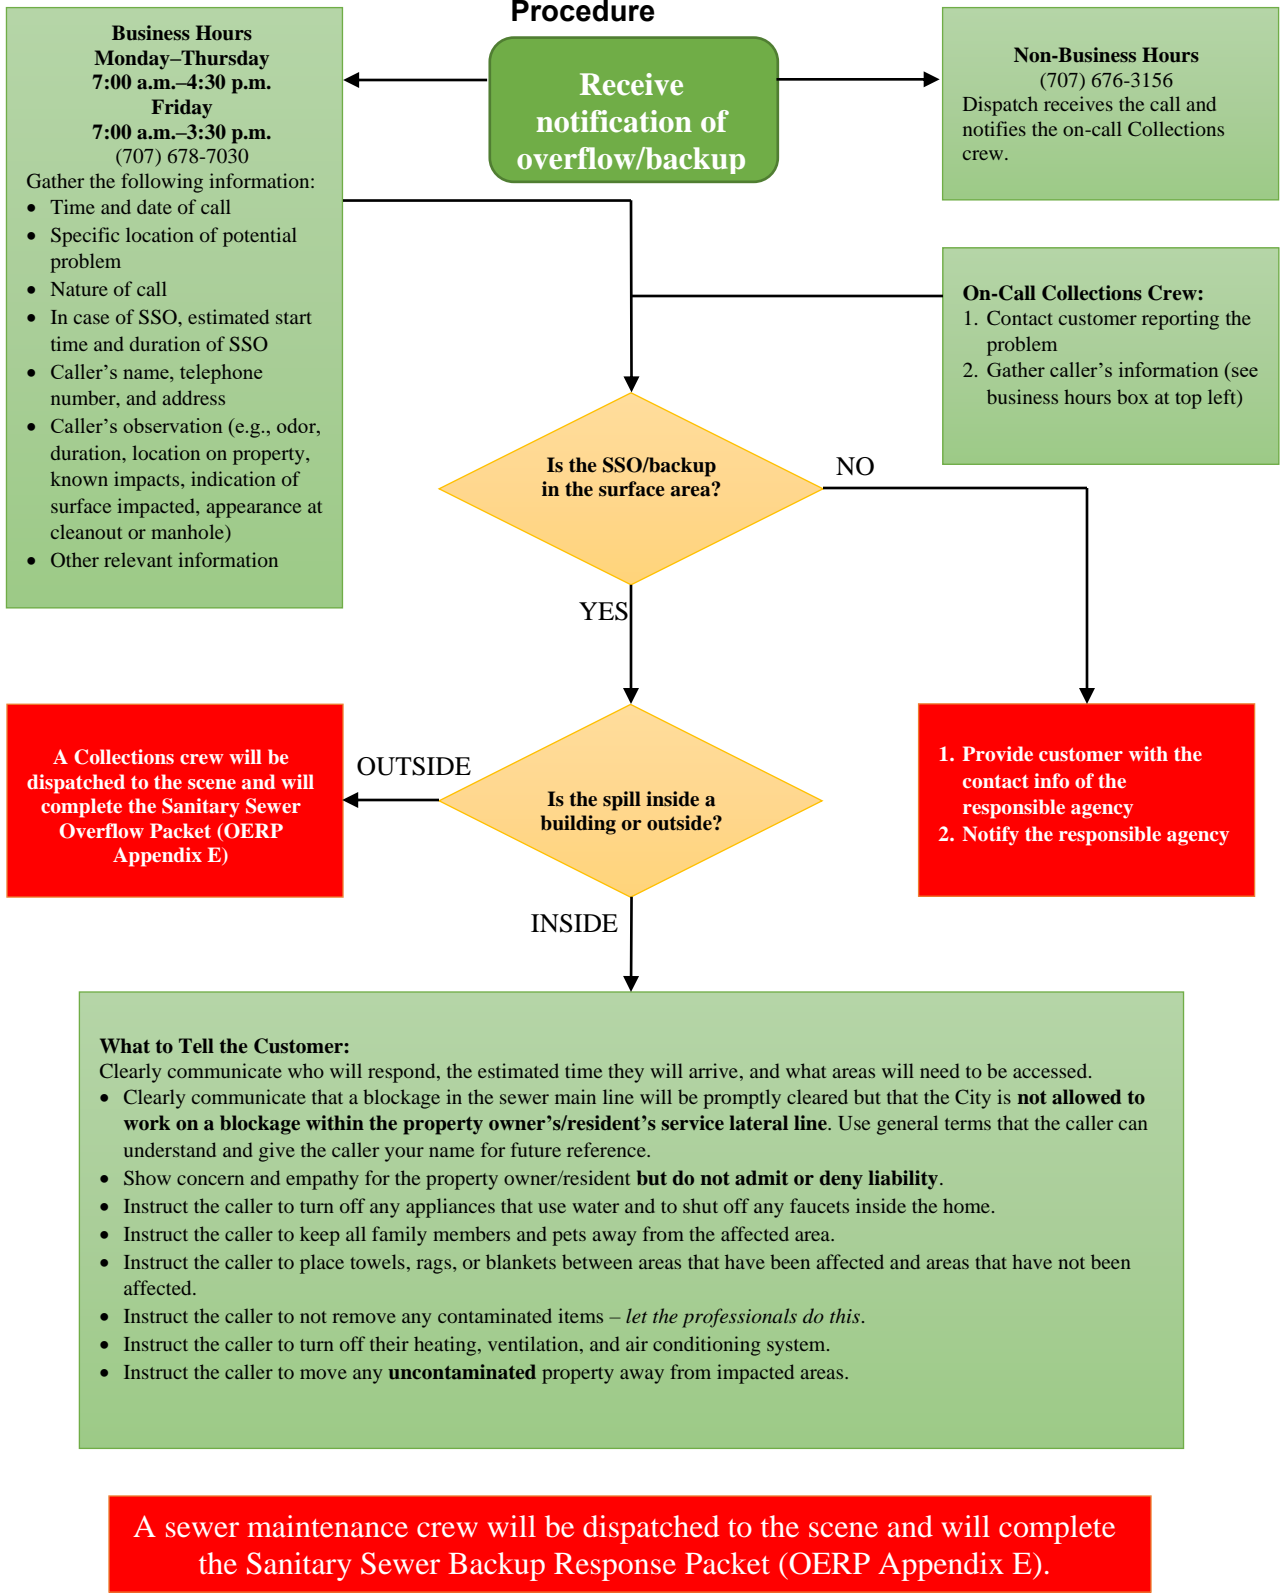 Procedure
Receive
notification of
overflow/backup
Business Hours
Monday–Thursday
7:00 a.m.–4:30 p.m.
Friday
7:00 a.m.–3:30 p.m.
(707) 678-7030
Gather the following information:
• Time and date of call
• Specific location of potential
problem
• Nature of call
• In case of SSO, estimated start
time and duration of SSO
• Caller’s name, telephone
number, and address
• Caller’s observation (e.g., odor,
duration, location on property,
known impacts, indication of
surface impacted, appearance at
cleanout or manhole)
• Other relevant information
Non-Business Hours
(707) 676-3156
Dispatch receives the call and
notifies the on-call Collections
crew.
On-Call Collections Crew:
1. Contact customer reporting the
problem
2. Gather caller’s information (see
business hours box at top left)
Is the SSO/backup
in the surface area?
NO
YES
1. Provide customer with the
contact info of the
responsible agency
2. Notify the responsible agency
Is the spill inside a
building or outside?
OUTSIDE
A Collections crew will be
dispatched to the scene and will
complete the Sanitary Sewer
Overflow Packet (OERP
Appendix E)
INSIDE
What to Tell the Customer:
Clearly communicate who will respond, the estimated time they will arrive, and what areas will need to be accessed.
• Clearly communicate that a blockage in the sewer main line will be promptly cleared but that the City is not allowed to
work on a blockage within the property owner’s/resident’s service lateral line. Use general terms that the caller can
understand and give the caller your name for future reference.
• Show concern and empathy for the property owner/resident but do not admit or deny liability.
• Instruct the caller to turn off any appliances that use water and to shut off any faucets inside the home.
• Instruct the caller to keep all family members and pets away from the affected area.
• Instruct the caller to place towels, rags, or blankets between areas that have been affected and areas that have not been
affected.
• Instruct the caller to not remove any contaminated items – let the professionals do this.
• Instruct the caller to turn off their heating, ventilation, and air conditioning system.
• Instruct the caller to move any uncontaminated property away from impacted areas.
A sewer maintenance crew will be dispatched to the scene and will complete
the Sanitary Sewer Backup Response Packet (OERP Appendix E).